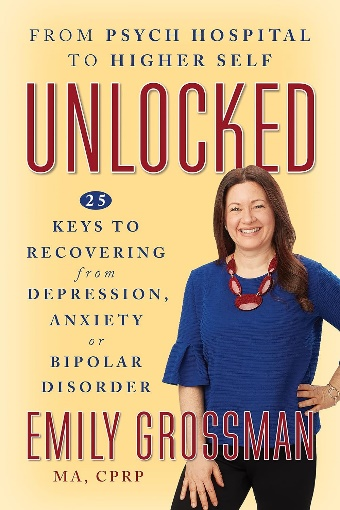 FROM PSYCH HOSPITAL
TO HIGHER SELF
UNLOCKED
25
KEYS TO
RECOVERING
from
DEPRESSION,
ANXIETY
or
BIPOLAR
DISORDER
EMILY GROSSMAN
MA, CPRP